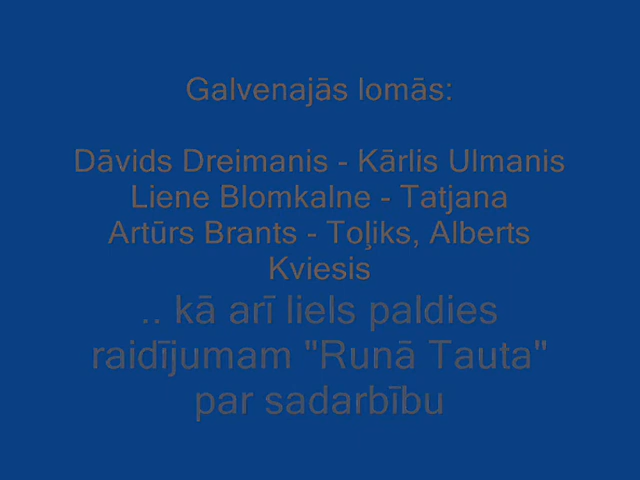 Galvenajās lomās:
Dāvids Dreimanis - Kārlis Ulmanis
Liene Blomkalne - Tatjana
Artūrs Brants - Toļiks, Alberts
Kviesis
.. kā arī liels paldies
raidījumam "Runā Tauta"
par sadarbību